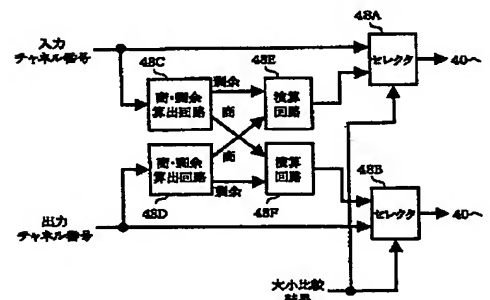 48A
入力
チャネル番号
48C
48E
剰余
セレクタ
40へ
商・剰余
算出回路
商
演算
回路
商・剰余
算出回路
商
演算
回路
48B
剰余
48D
48F
セレクタ
40へ
出力
チャネル番号
大小比較
結果